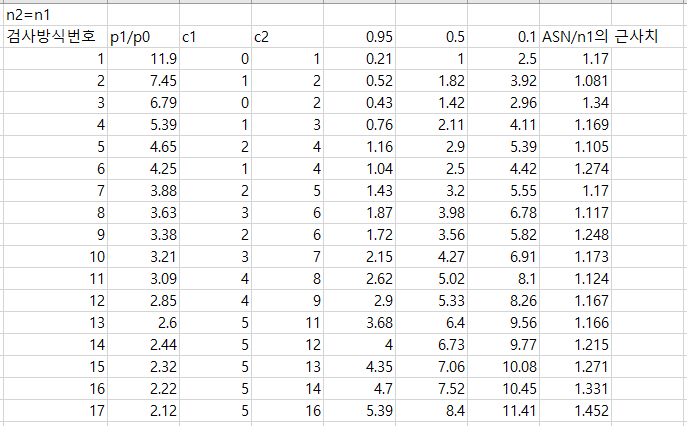 n2=n1
검사방식번호 p1/p0 c1 c2 0.95 0.5 0.1 ASN/n1의 근사치
1 11.9 0 1 0.21 1 2.5 1.17
2 7.45 1 2 0.52 1.82 3.92 1.081
3 6.79 0 2 0.43 1.42 2.96 1.34
4 5.39 1 3 0.76 2.11 4.11 1.169
5 4.65 2 4 1.16 2.9 5.39 1.105
6 4.25 1 4 1.04 2.5 4.42 1.274
7 3.88 2 5 1.43 3.2 5.55 1.17
8 3.63 3 6 1.87 3.98 6.78 1.117
9 3.38 2 6 1.72 3.56 5.82 1.248
10 3.21 3 7 2.15 4.27 6.91 1.173
11 3.09 4 8 2.62 5.02 8.1 1.124
12 2.85 4 9 2.9 5.33 8.26 1.167
13 2.6 5 11 3.68 6.4 9.56 1.166
14 2.44 5 12 4 6.73 9.77 1.215
15 2.32 5 13 4.35 7.06 10.08 1.271
16 2.22 5 14 4.7 7.52 10.45 1.331
17 2.12 5 16 5.39 8.4 11.41 1.452